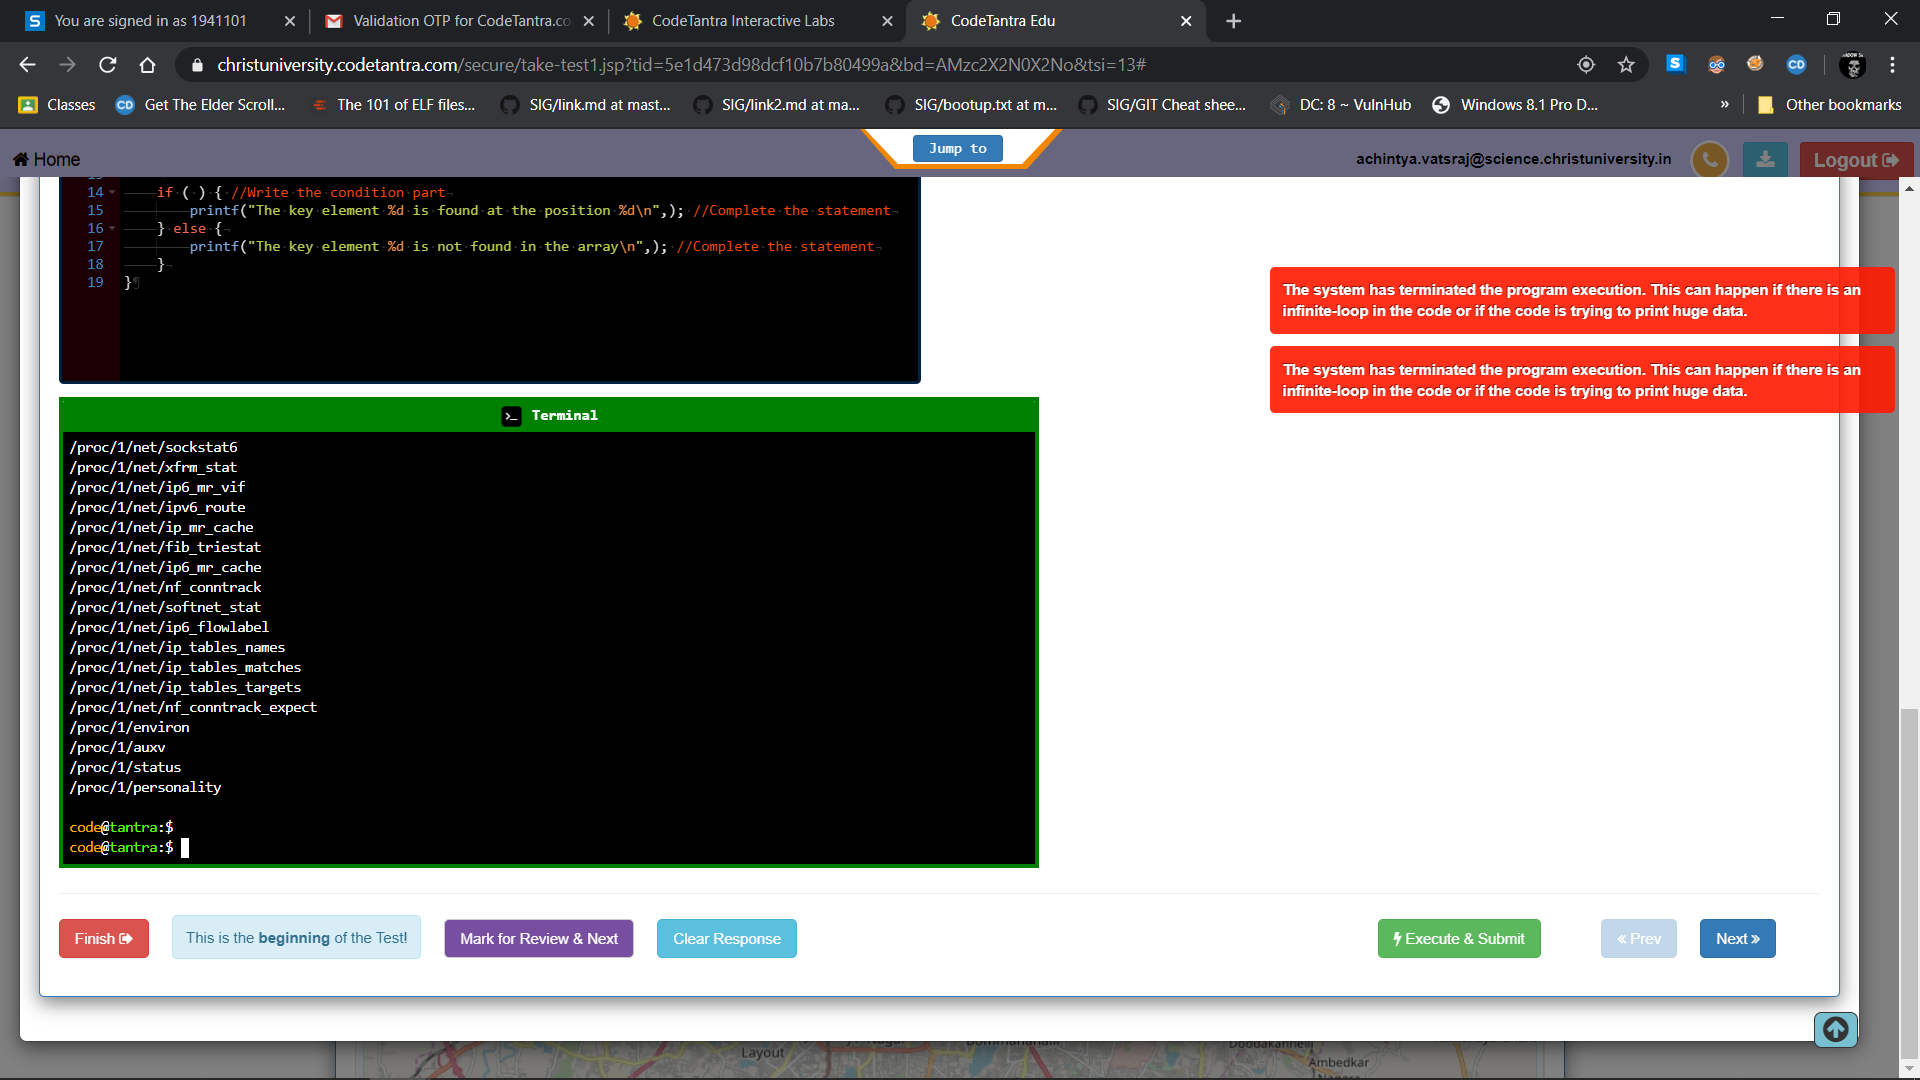 You are signed in as 1941101
Validation OTP for CodeTantra.co
CodeTantra Interactive Labs
CodeTantra Edu
christuniversity.codetantra.com/secure/take-test1.jsp?tid=5e1d473d98dcf10b7b80499a&bd=AMzc2X2N0X2No&tsi=13#
Classes
Get The Elder Scroll...
The 101 of ELF files...
SIG/link.md at mast...
SIG/link2.md at ma...
SIG/bootup.txt at m...
SIG/GIT Cheat shee...
DC: 8 ~ VulnHub
Windows 8.1 Pro D...
»
Other bookmarks
Home
Jump to
achintya.vatsraj@science.christuniversity.in
Logout
14 if ( ) { //Write the condition part
15 printf("The key element %d is found at the position %d\n",); //Complete the statement
16 } else {
17 printf("The key element %d is not found in the array\n",); //Complete the statement
18 }
19 }
The system has terminated the program execution. This can happen if there is an
infinite-loop in the code or if the code is trying to print huge data.
The system has terminated the program execution. This can happen if there is an
infinite-loop in the code or if the code is trying to print huge data.
Terminal
/proc/1/net/sockstat6
/proc/1/net/xfrm_stat
/proc/1/net/ip6_mr_vif
/proc/1/net/ipv6_route
/proc/1/net/ip_mr_cache
/proc/1/net/fib_triestat
/proc/1/net/ip6_mr_cache
/proc/1/net/nf_conntrack
/proc/1/net/softnet_stat
/proc/1/net/ip6_flowlabel
/proc/1/net/ip_tables_names
/proc/1/net/ip_tables_matches
/proc/1/net/ip_tables_targets
/proc/1/net/nf_conntrack_expect
/proc/1/environ
/proc/1/auxv
/proc/1/status
/proc/1/personality
code@tantra:$
code@tantra:$
Finish
This is the beginning of the Test!
Mark for Review & Next
Clear Response
Execute & Submit
« Prev
Next »
Layout
Ambedkar